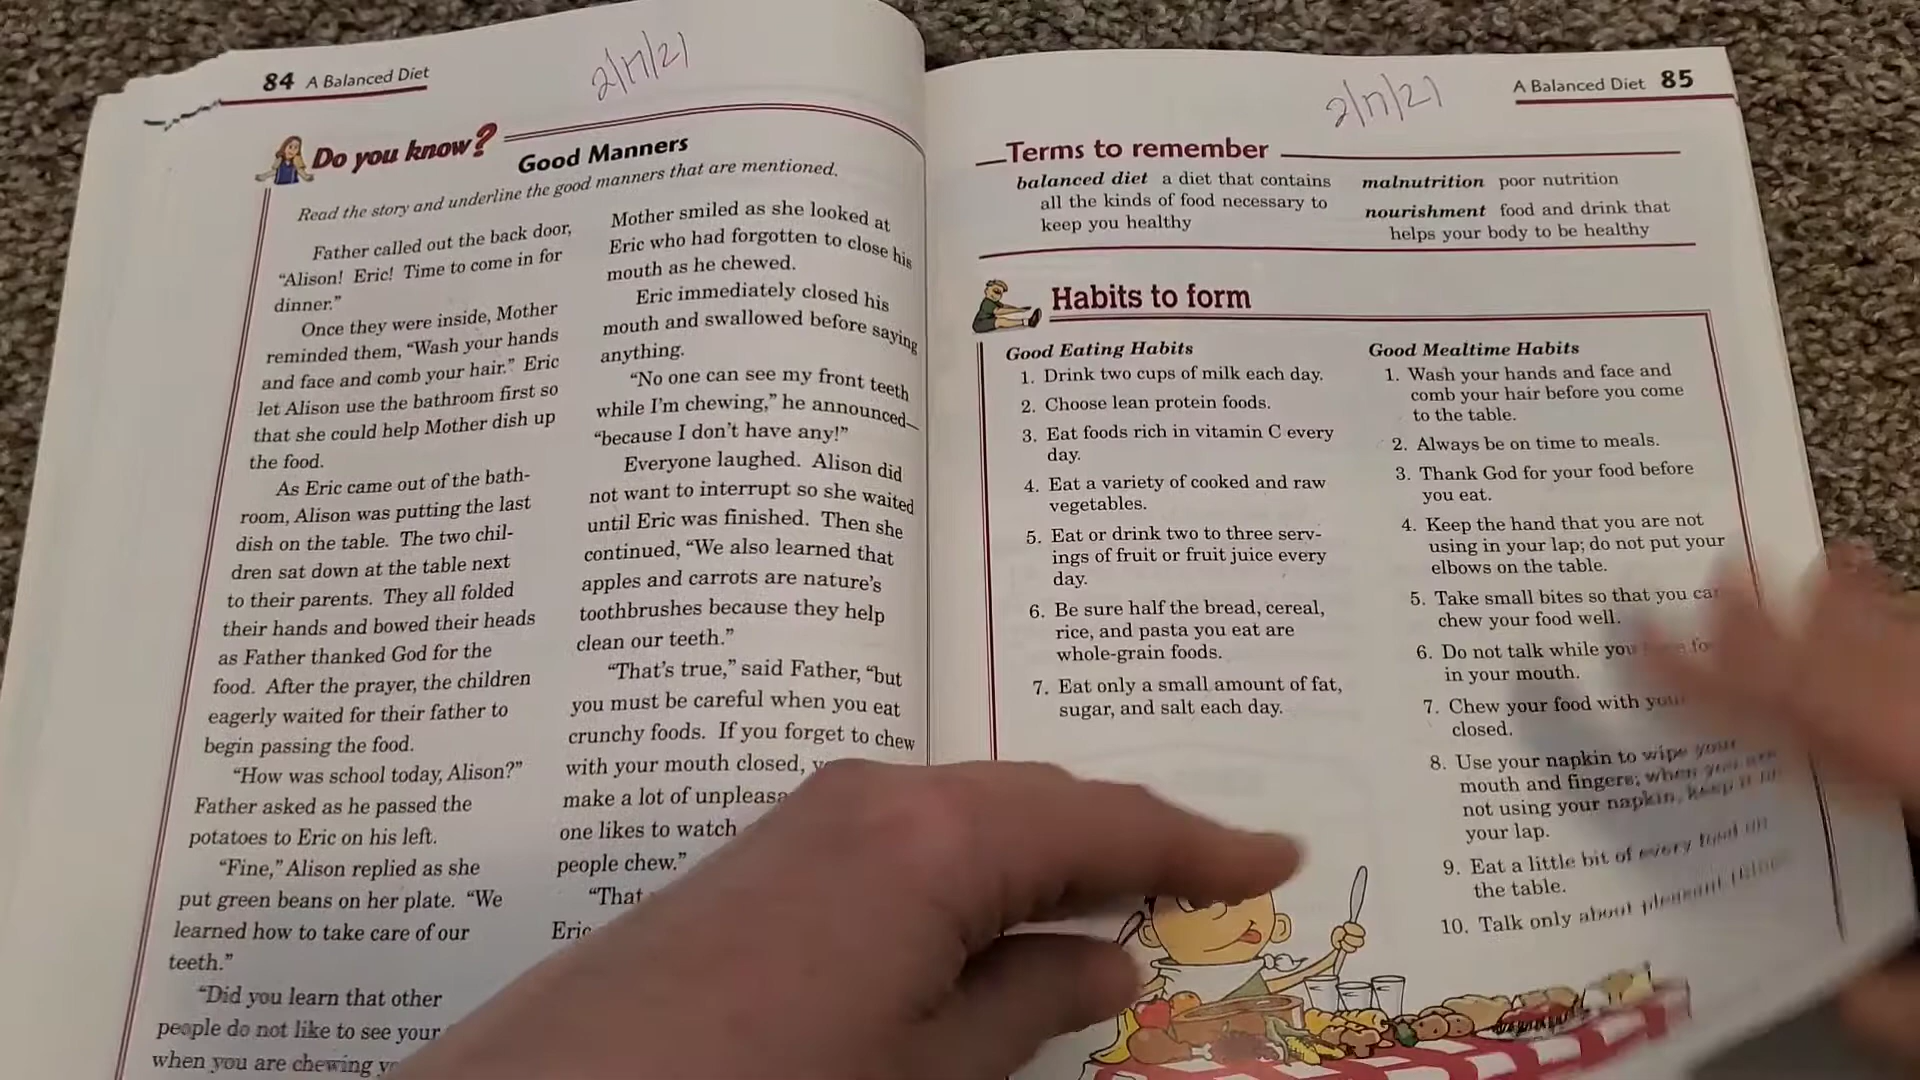 84 A Balanced Diet
2/17/21
Do you know?
Good Manners
Read the story and underline the good manners that are mentioned.
Father called out the back door,
“Alison! Eric! Time to come in for
dinner.”
Once they were inside, Mother
reminded them, “Wash your hands
and face and comb your hair.” Eric
let Alison use the bathroom first so
that she could help Mother dish up
the food.
As Eric came out of the bath-
room, Alison was putting the last
dish on the table. The two chil-
dren sat down at the table next
to their parents. They all folded
their hands and bowed their heads
as Father thanked God for the
food. After the prayer, the children
eagerly waited for their father to
begin passing the food.
“How was school today, Alison?”
Father asked as he passed the
potatoes to Eric on his left.
“Fine,” Alison replied as she
put green beans on her plate. “We
learned how to take care of our
teeth.”
“Did you learn that other
people do not like to see your
when you are chewing
Mother smiled as she looked at
Eric who had forgotten to close his
mouth as he chewed.
Eric immediately closed his
mouth and swallowed before saying
anything.
“No one can see my front teeth
while I’m chewing,” he announced—
“because I don’t have any!”
Everyone laughed. Alison did
not want to interrupt so she waited
until Eric was finished. Then she
continued, “We also learned that
apples and carrots are nature’s
toothbrushes because they help
clean our teeth.”
“That’s true,” said Father, “but
you must be careful when you eat
crunchy foods. If you forget to chew
with your mouth closed,
make a lot of
one likes to watch
people chew.”
“That
Eric
2/17/21
A Balanced Diet 85
Terms to remember
balanced diet a diet that contains
all the kinds of food necessary to
keep you healthy
malnutrition poor nutrition
nourishment food and drink that
helps your body to be healthy
Habits to form
Good Eating Habits
1. Drink two cups of milk each day.
2. Choose lean protein foods.
3. Eat foods rich in vitamin C every
day.
4. Eat a variety of cooked and raw
vegetables.
5. Eat or drink two to three serv-
ings of fruit or fruit juice every
day.
6. Be sure half the bread, cereal,
rice, and pasta you eat are
whole-grain foods.
7. Eat only a small amount of fat,
sugar, and salt each day.
Good Mealtime Habits
1. Wash your hands and face and
comb your hair before you come
to the table.
2. Always be on time to meals.
3. Thank God for your food before
you eat.
4. Keep the hand that you are not
using in your lap; do not put your
elbows on the table.
5. Take small bites so that you
chew your food well.
6. Do not talk while you
in your mouth.
7. Chew your food with
closed.
8. Use your napkin to wipe your
mouth and fingers; when you are
not using your napkin, keep it in
your lap.
9. Eat a little bit of every food on
the table.
10. Talk only about pleasant